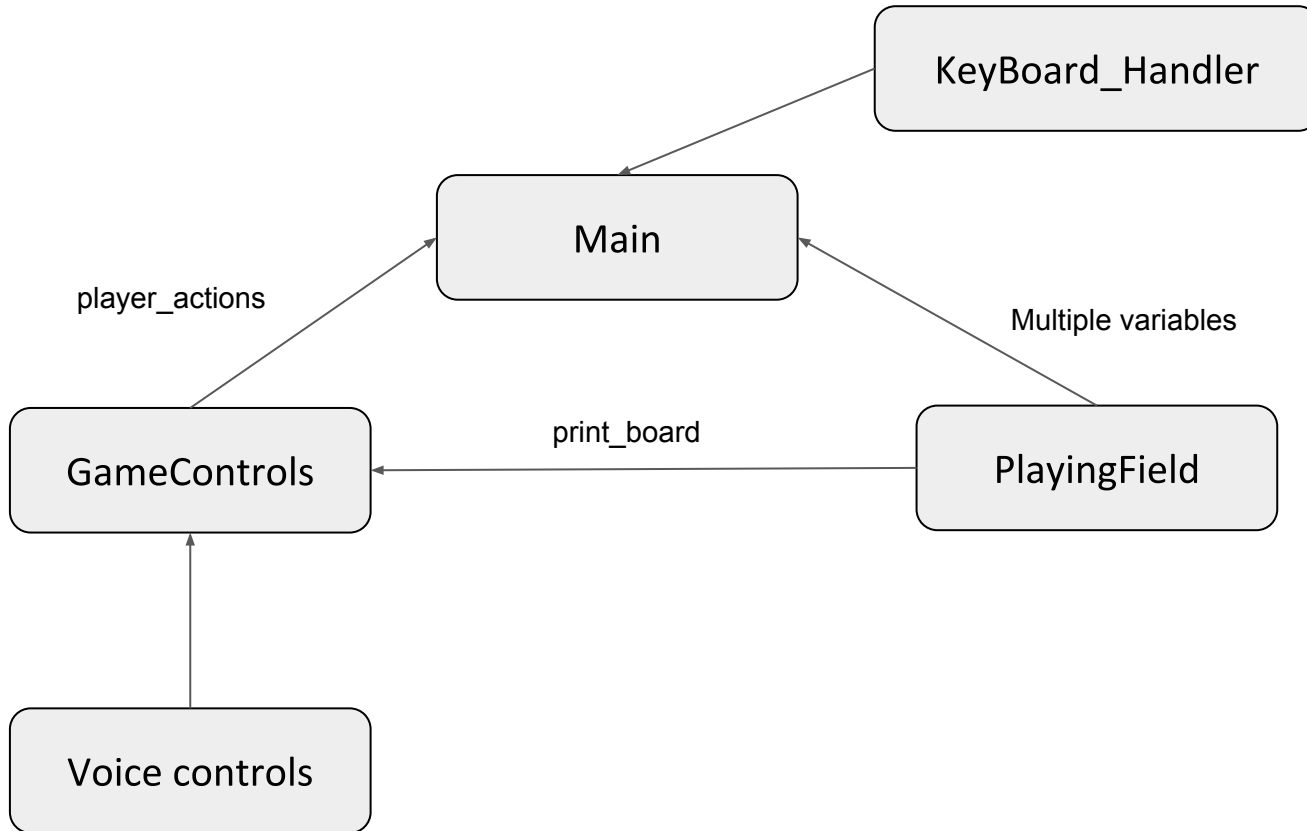 KeyBoard_Handler
Main
player_actions
Multiple variables
print_board
GameControls
PlayingField
Voice controls